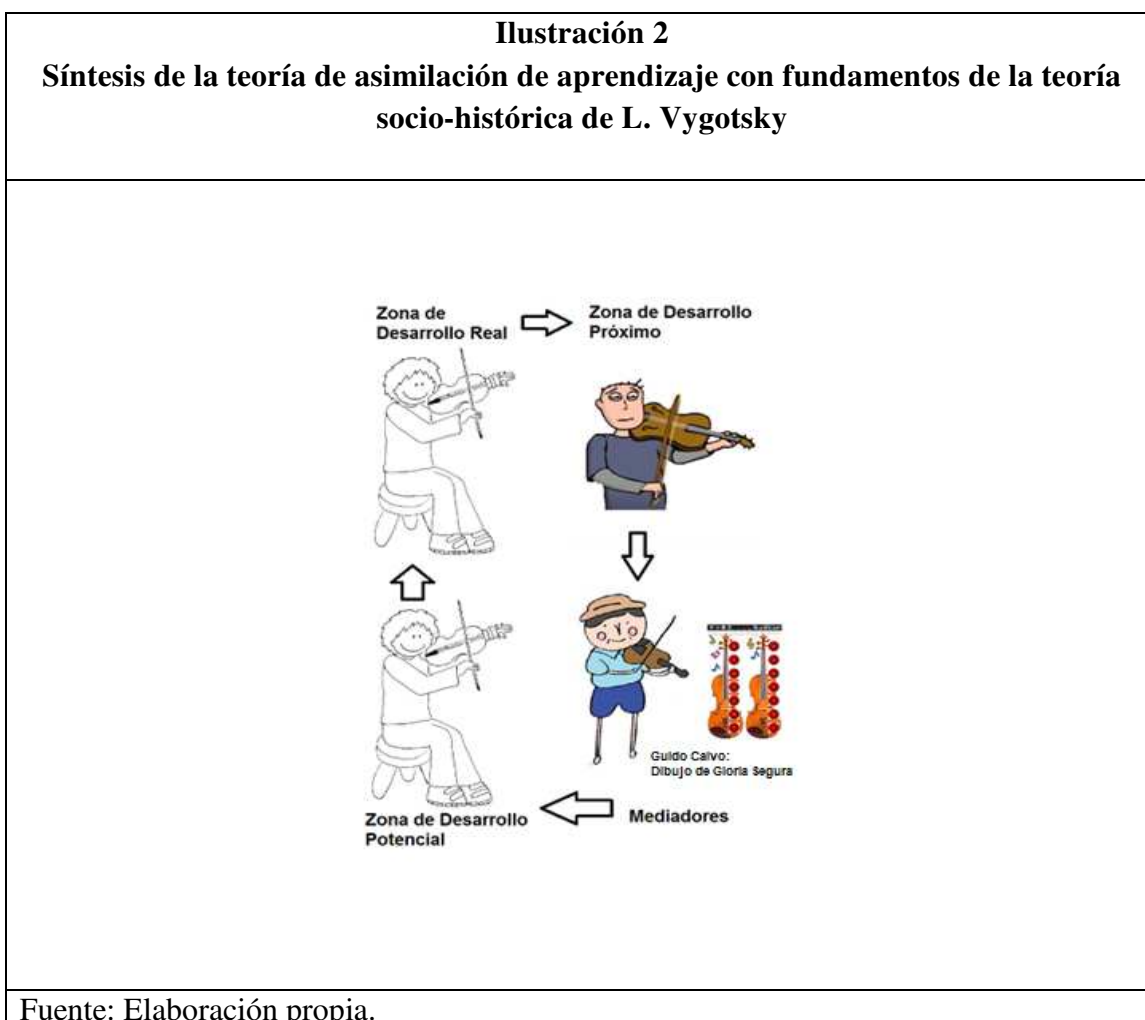 Ilustración 2
Síntesis de la teoría de asimilación de aprendizaje con fundamentos de la teoría
socio-histórica de L. Vygotsky
Zona de
Desarrollo Real
Zona de Desarrollo
Próximo
Guido Calvo:
Dibujo de Gloria Segura
Zona de Desarrollo
Potencial
Mediadores
Fuente: Elaboración propia.